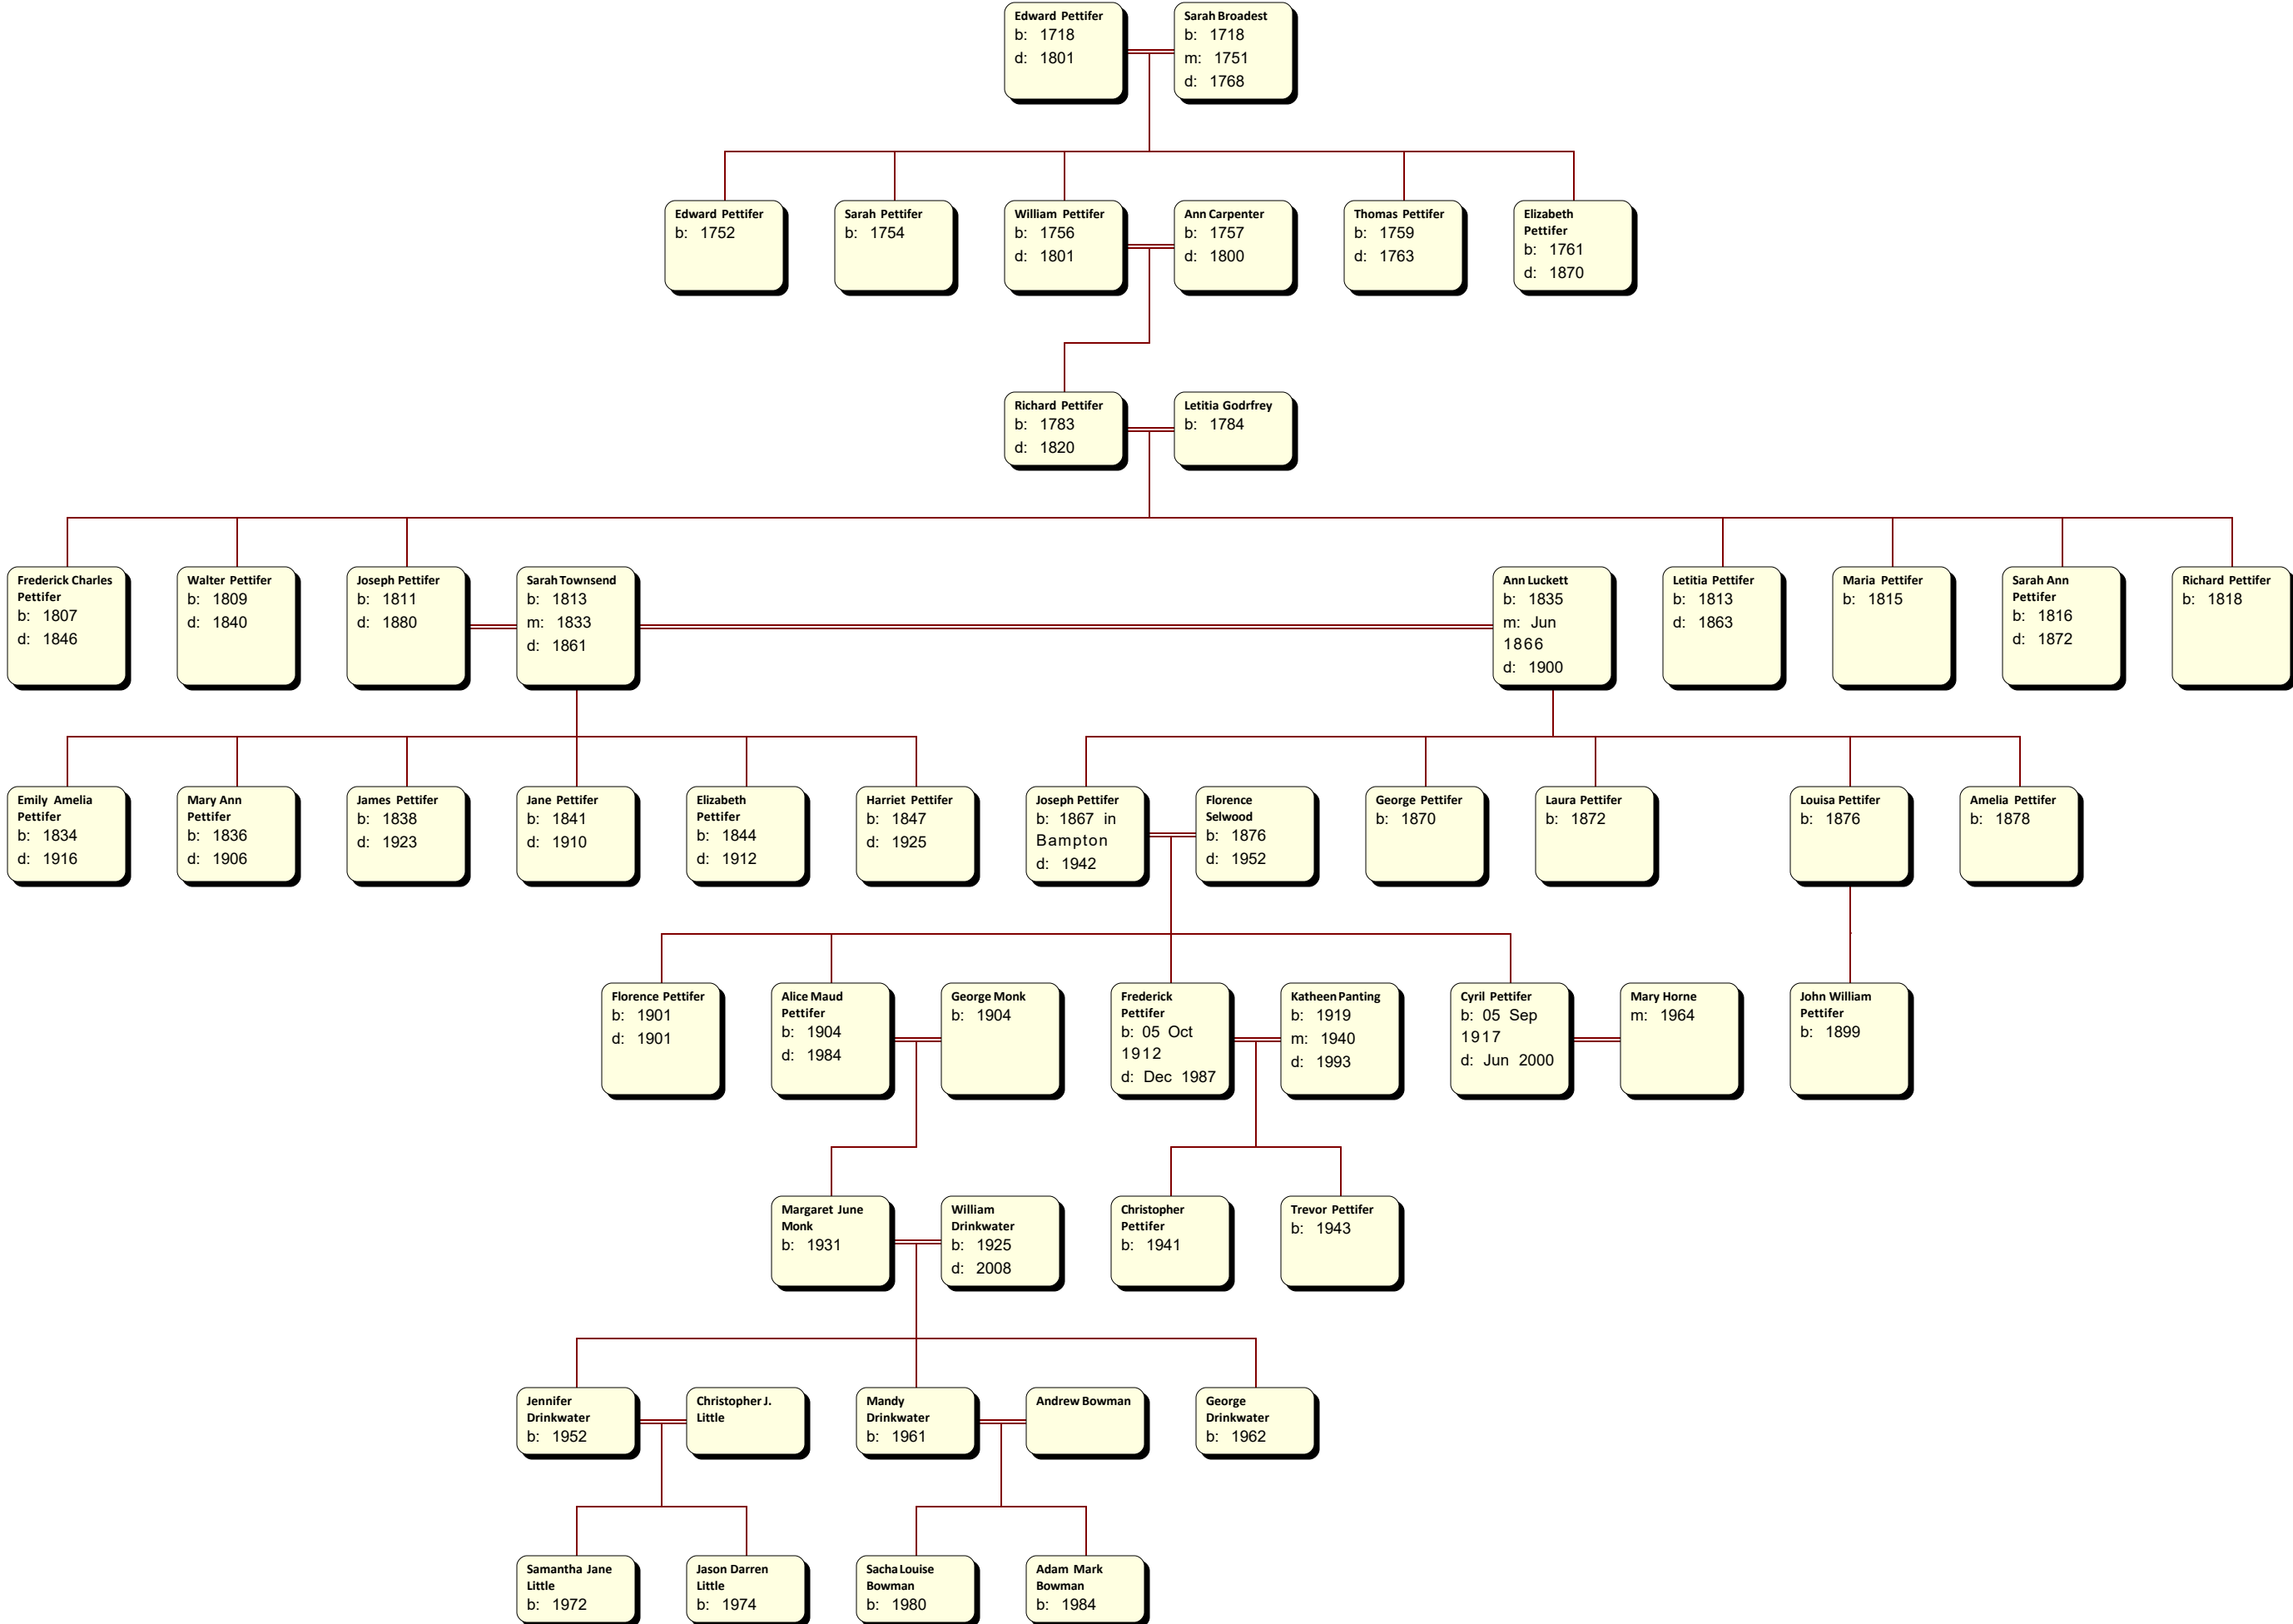 Edward Pettifer
b: 1718
d: 1801
Sarah Broadest
b: 1718
m: 1751
d: 1768
Edward Pettifer
b: 1752
Sarah Pettifer
b: 1754
William Pettifer
b: 1756
d: 1801
Ann Carpenter
b: 1757
d: 1800
Thomas Pettifer
b: 1759
d: 1763
Elizabeth
Pettifer
b: 1761
d: 1870
Richard Pettifer
b: 1783
d: 1820
Letitia Godrfrey
b: 1784
Frederick Charles
Pettifer
b: 1807
d: 1846
Walter Pettifer
b: 1809
d: 1840
Joseph Pettifer
b: 1811
d: 1880
Sarah Townsend
b: 1813
m: 1833
d: 1861
Ann Luckett
b: 1835
m: Jun
1866
d: 1900
Letitia Pettifer
b: 1813
d: 1863
Maria Pettifer
b: 1815
Sarah Ann
Pettifer
b: 1816
d: 1872
Richard Pettifer
b: 1818
Emily Amelia
Pettifer
b: 1834
d: 1916
Mary Ann
Pettifer
b: 1836
d: 1906
James Pettifer
b: 1838
d: 1923
Jane Pettifer
b: 1841
d: 1910
Elizabeth
Pettifer
b: 1844
d: 1912
Harriet Pettifer
b: 1847
d: 1925
Joseph Pettifer
b: 1867 in
Bampton
d: 1942
Florence
Selwood
b: 1876
d: 1952
George Pettifer
b: 1870
Laura Pettifer
b: 1872
Louisa Pettifer
b: 1876
Amelia Pettifer
b: 1878
Florence Pettifer
b: 1901
d: 1901
Alice Maud
Pettifer
b: 1904
d: 1984
George Monk
b: 1904
Frederick
Pettifer
b: 05 Oct
1912
d: Dec 1987
Katheen Panting
b: 1919
m: 1940
d: 1993
Cyril Pettifer
b: 05 Sep
1917
d: Jun 2000
Mary Horne
m: 1964
John William
Pettifer
b: 1899
Margaret June
Monk
b: 1931
William
Drinkwater
b: 1925
d: 2008
Christopher
Pettifer
b: 1941
Trevor Pettifer
b: 1943
Jennifer
Drinkwater
b: 1952
Christopher J.
Little
Mandy
Drinkwater
b: 1961
Andrew Bowman
George
Drinkwater
b: 1962
Samantha Jane
Little
b: 1972
Jason Darren
Little
b: 1974
Sacha Louise
Bowman
b: 1980
Adam Mark
Bowman
b: 1984